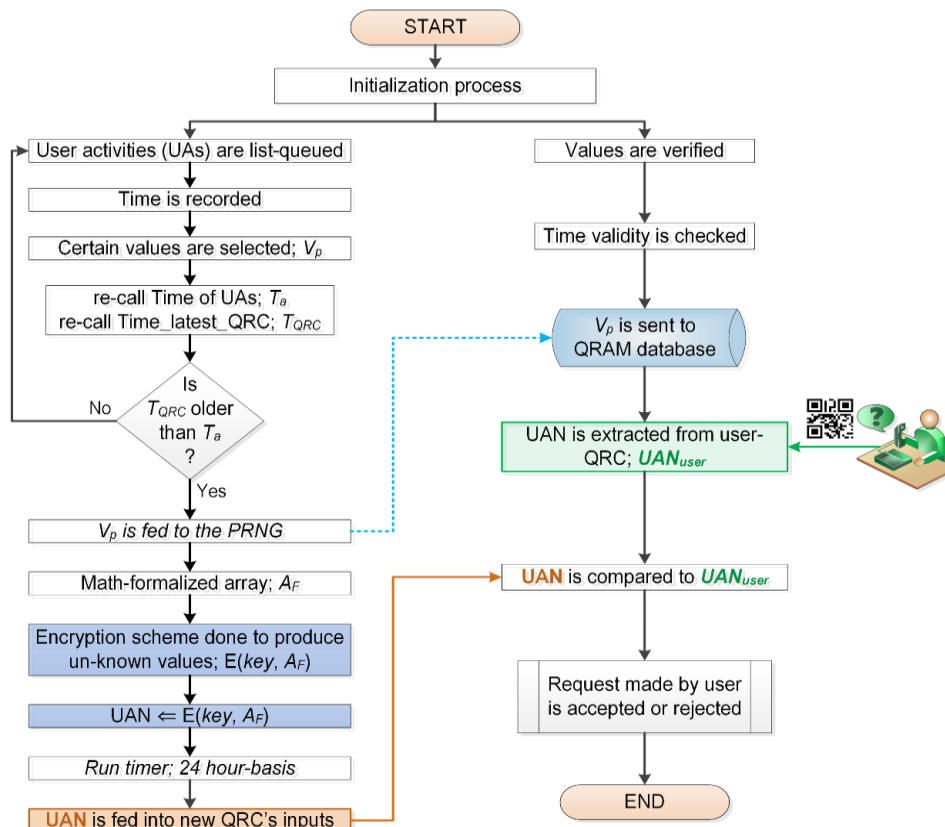 START
Initialization process
User activities (UAs) are list-queued
Time is recorded
Certain values are selected; Vp
re-call Time of UAs; Ta
re-call Time_latest_QRC; TQRC
Is
TQRC older
than Ta
?
No
Yes
Vp is fed to the PRNG
Math-formalized array; AF
Encryption scheme done to produce
un-known values; E(key, AF)
UAN ⇐ E(key, AF)
Run timer; 24 hour-basis
UAN is fed into new QRC's inputs
Values are verified
Time validity is checked
Vp is sent to
QRAM database
UAN is extracted from user-
QRC; UANuser
?
UAN is compared to UANuser
Request made by user
is accepted or rejected
END